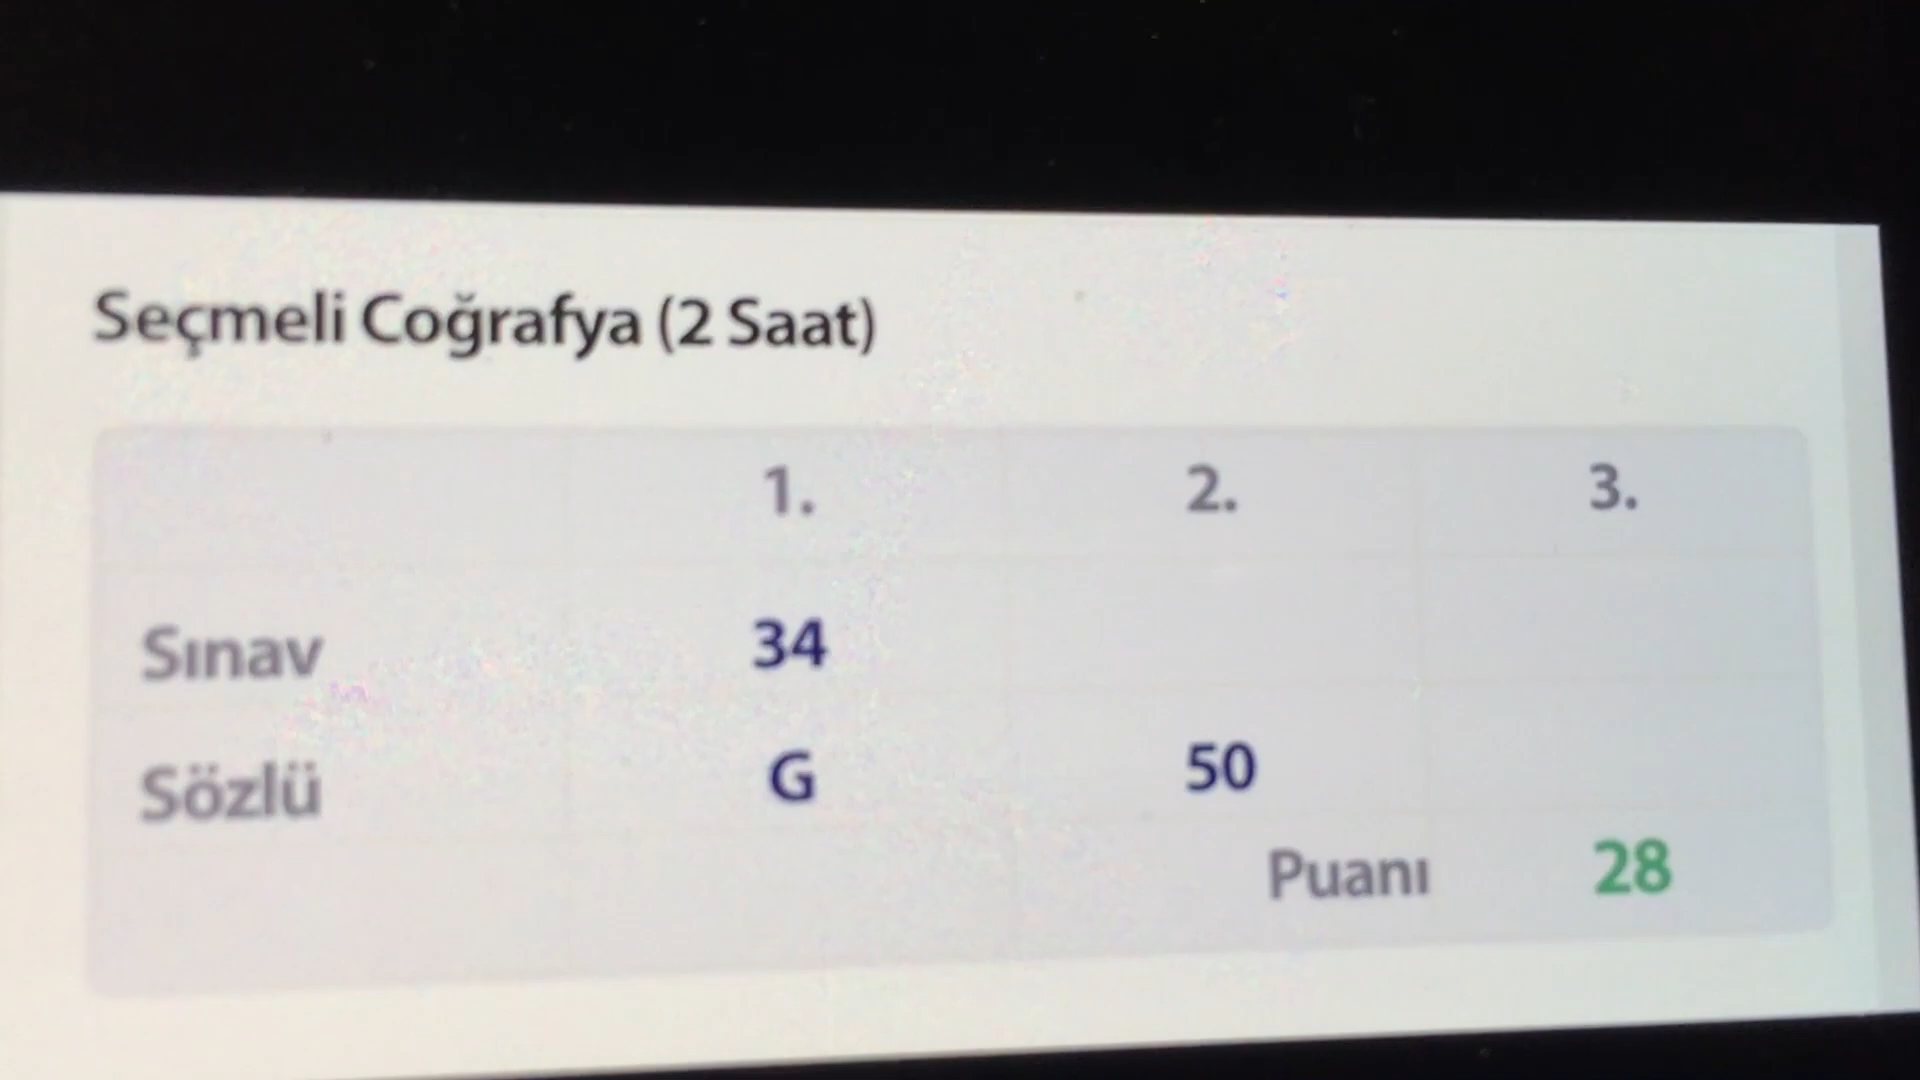 Seçmeli Coğrafya (2 Saat)
1. 2. 3.
Sınav 34
Sözlü G 50
Puanı 28